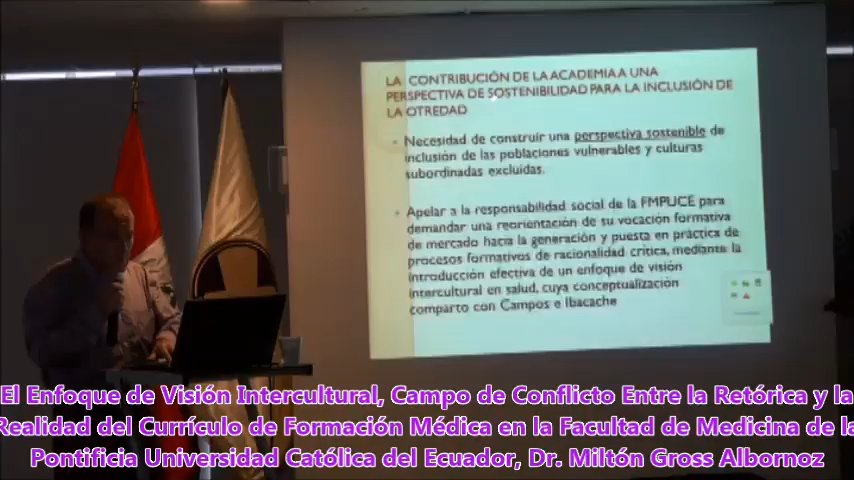 LA CONTRIBUCIÓN DE LA ACADEMIA A UNA
PERSPECTIVA DE SOSTENIBILIDAD PARA LA INCLUSIÓN DE
LA OTREDAD
• Necesidad de construir una perspectiva sostenible de
inclusión de las poblaciones vulnerables y culturas
subordinadas excluidas.
• Apelar a la responsabilidad social de la FMPUCE para
demandar una reorientación de su vocación formativa
de mercado hacia la generación y puesta en práctica de
procesos formativos de racionalidad crítica, mediante la
introducción efectiva de un enfoque de visión
intercultural en salud, cuya conceptualización
comparto con Campos e Ibacache
El Enfoque de Visión Intercultural, Campo de Conflicto Entre la Retórica y la
Realidad del Currículo de Formación Médica en la Facultad de Medicina de la
Pontificia Universidad Católica del Ecuador, Dr. Miltón Gross Albornoz